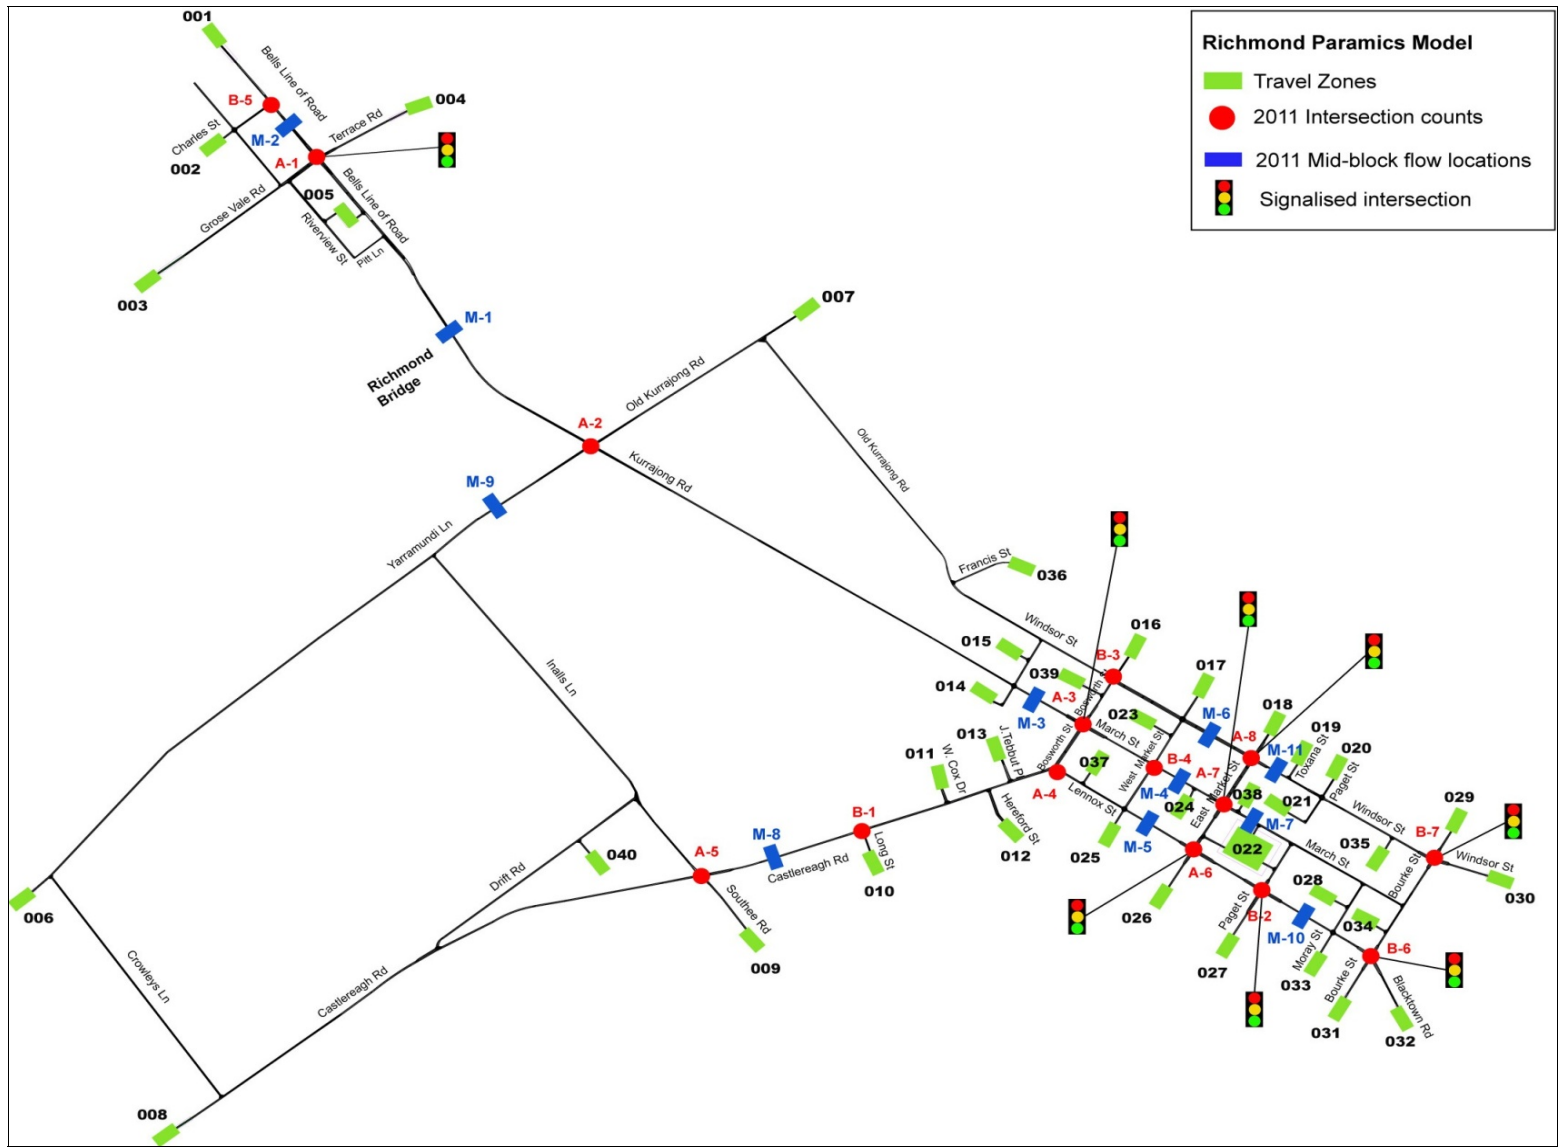 Richmond Paramics Model
Travel Zones
2011 Intersection counts
2011 Mid-block flow locations
Signalised intersection
001
Bells Line of Road
B-5
004
Terrace Rd
Charles St
M-2
002
A-1
005
Bells Line of Road
Grose Vale Rd
Riverview St
Pitt Ln
003
007
M-1
Richmond
Bridge
Old Kurrajong Rd
A-2
Kurrajong Rd
Old Kurrajong Rd
M-9
Yarramundi Ln
Francis St
036
Windsor St
016
015
B-3
039
017
Inalls Ln
014
A-3
Bosworth St
M-3
023
M-6
018
March St
A-8
019
013
J.Tebbut Pl
Bosworth St
West Market St
M-11
Toxana St
020
011
W. Cox Dr
037
B-4
A-7
Paget St
A-4
M-4
East Market St
038
021
Lennox St
024
Windsor St
029
B-1
Hereford St
M-5
M-7
B-7
M-8
Long St
012
025
022
March St
035
Windsor St
Castlereagh Rd
A-5
040
010
A-6
Bourke St
030
Drift Rd
028
006
Southee Rd
026
Paget St
B-2
034
M-10
B-6
009
027
Moray St
033
Bourke St
Blacktown Rd
Crowleys Ln
Castlereagh Rd
031
032
008